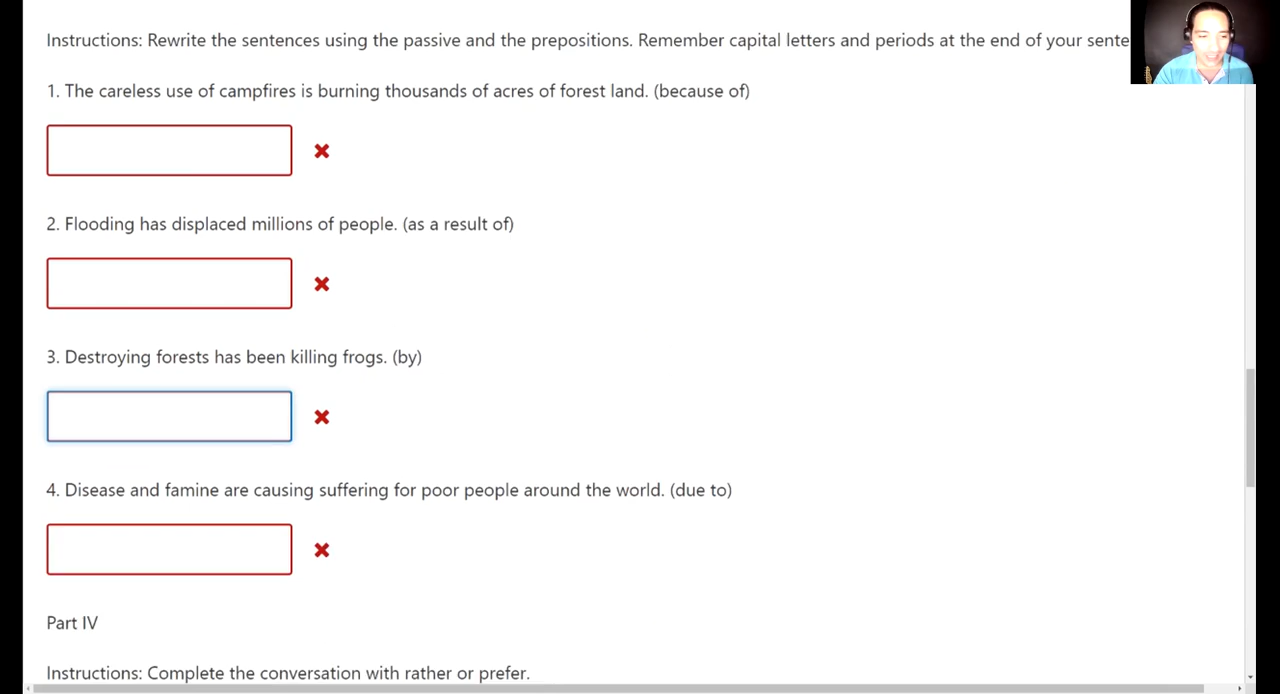 Instructions: Rewrite the sentences using the passive and the prepositions. Remember capital letters and periods at the end of your
1. The careless use of campfires is burning thousands of acres of forest land. (because of)
2. Flooding has displaced millions of people. (as a result of)
3. Destroying forests has been killing frogs. (by)
4. Disease and famine are causing suffering for poor people around the world. (due to)
Part IV
Instructions: Complete the conversation with rather or prefer.